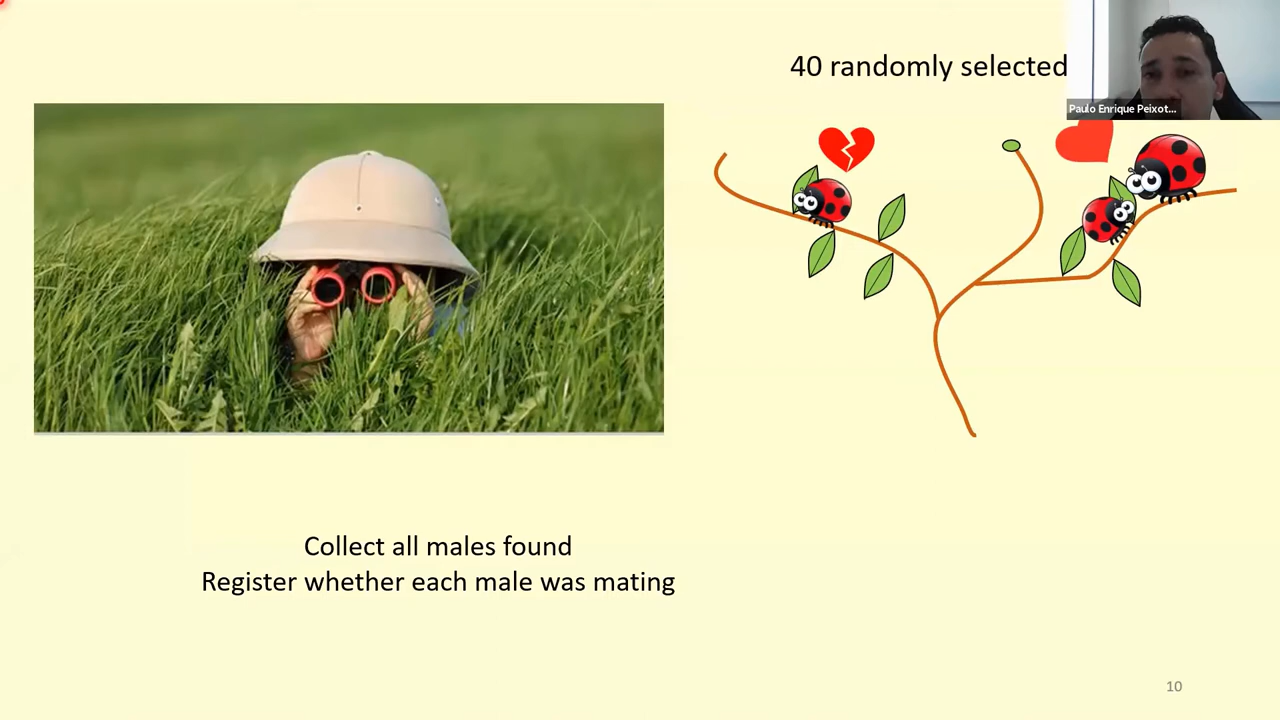 40 randomly selected
Paulo Enrique Peixot...
Collect all males found
Register whether each male was mating
10